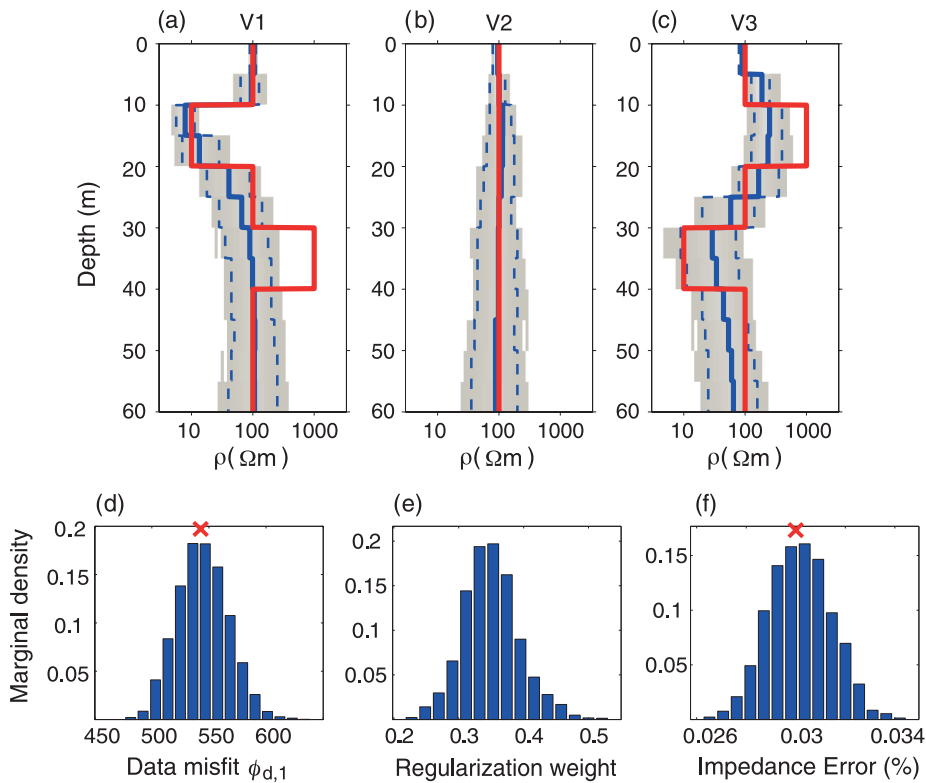 (a) V1 (b) V2 (c) V3
0 0 0
10 10 10
20 20 20
30 30 30
40 40 40
50 50 50
60 60 60
Depth (m)
10 100 1000 10 100 1000 10 100 1000
ρ( Ωm ) ρ( Ωm ) ρ( Ωm )
(d) (e) (f)
0.2 0.2
0.15 0.15 0.15
0.1 0.1 0.1
0.05 0.05 0.05
Marginal density
450 500 550 600 0.2 0.3 0.4 0.5 0.026 0.03 0.034
Data misfit ϕd,1 Regularization weight Impedance Error (%)